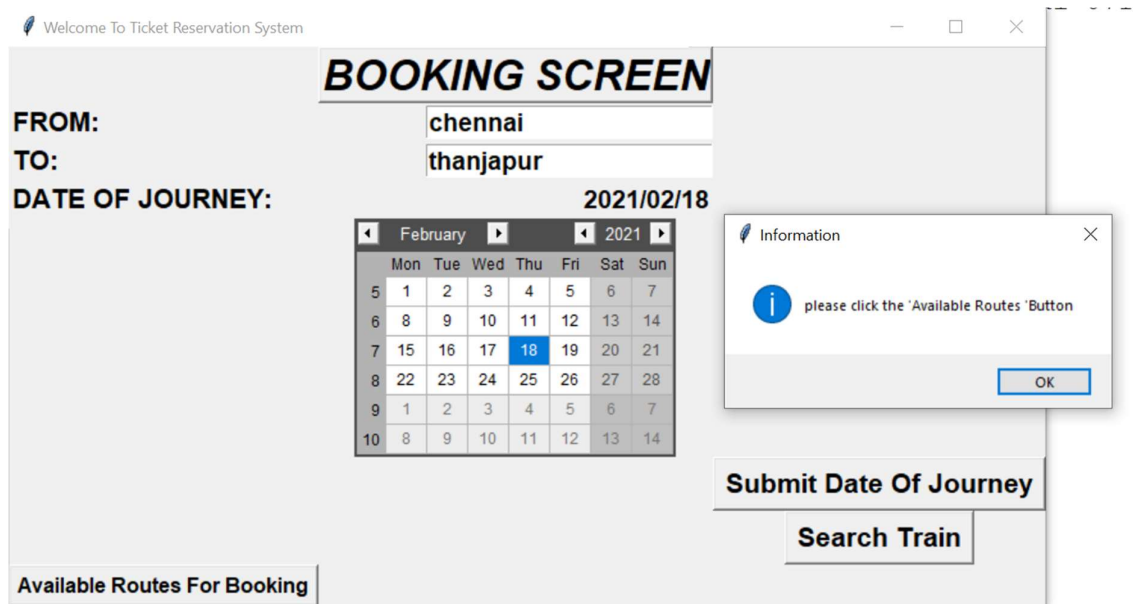 Welcome To Ticket Reservation System
BOOKING SCREEN
FROM: chennai
TO: thanjapur
DATE OF JOURNEY: 2021/02/18
February 2021
Mon Tue Wed Thu Fri Sat Sun
5 1 2 3 4 5 6 7
6 8 9 10 11 12 13 14
7 15 16 17 18 19 20 21
8 22 23 24 25 26 27 28
9 1 2 3 4 5 6 7
10 8 9 10 11 12 13 14
Information
please click the 'Available Routes 'Button
OK
Submit Date Of Journey
Search Train
Available Routes For Booking